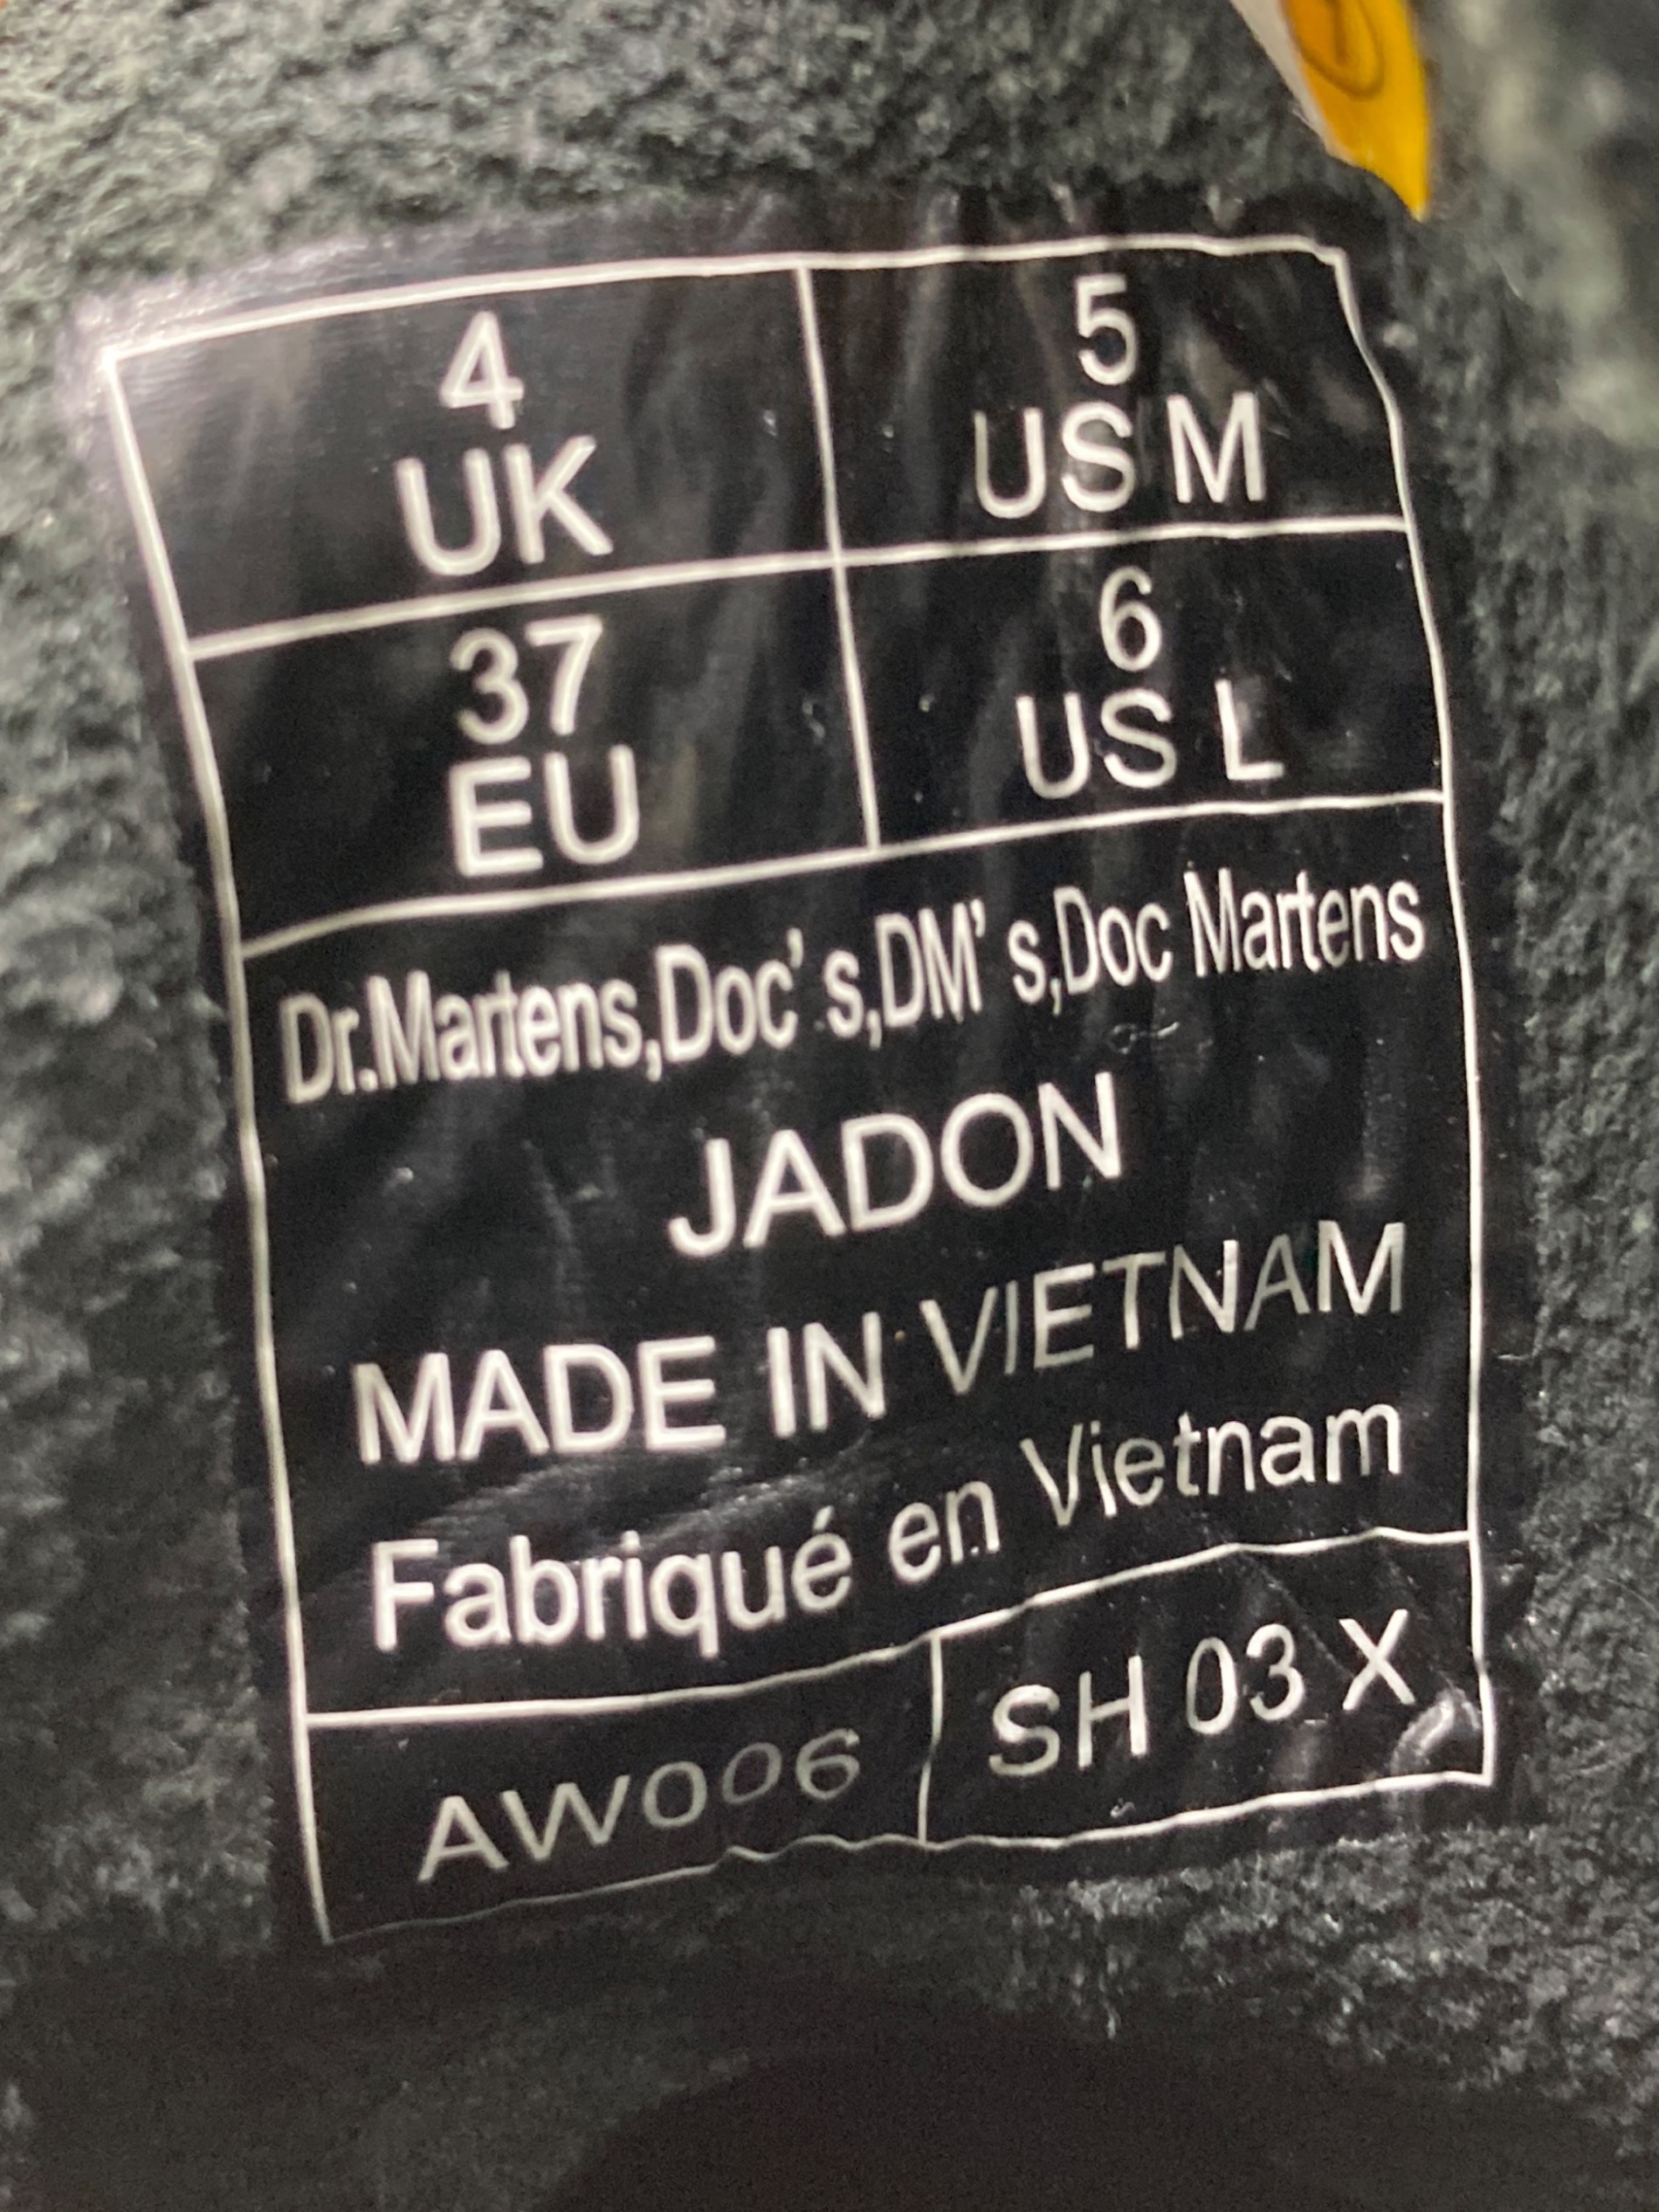 4
UK
5
US M
37
EU
6
US L
Dr.Martens,Doc's,DM's,Doc Martens
JADON
MADE IN VIETNAM
Fabriqué en Vietnam
AW006
SH 03 X